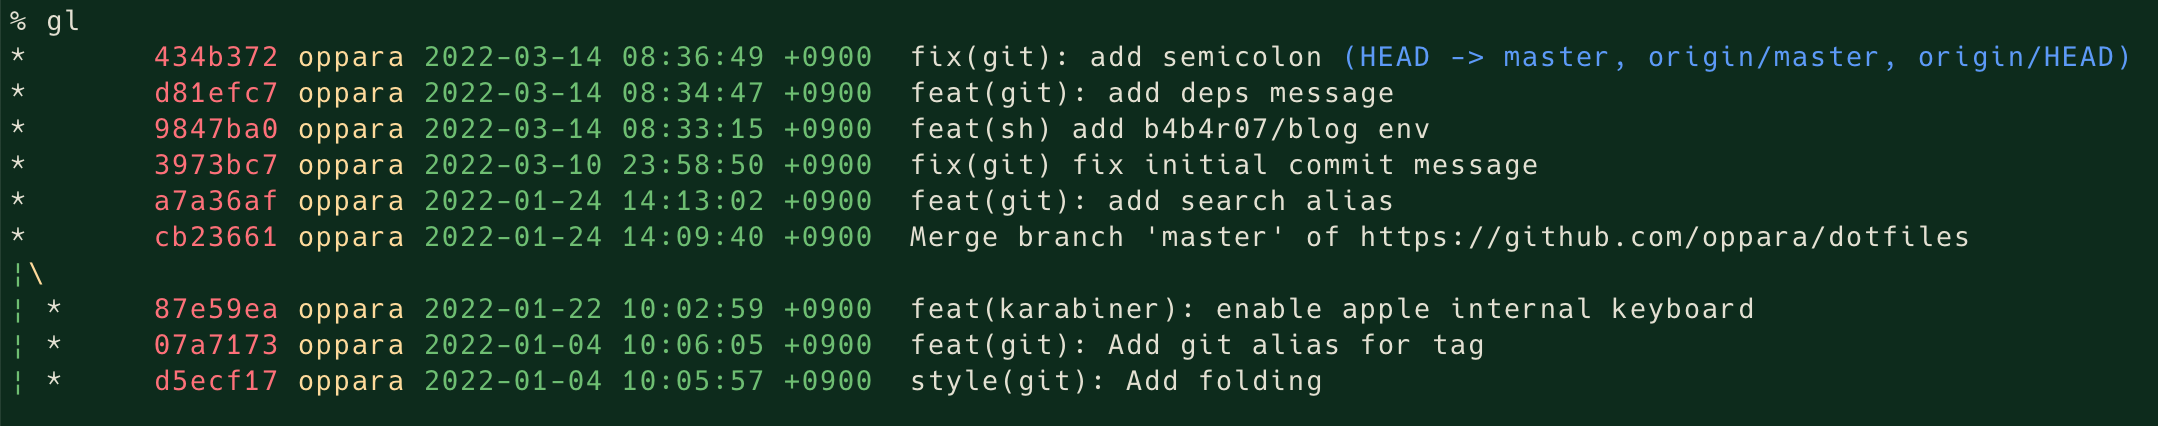 % gl
*       434b372 oppara 2022-03-14 08:36:49 +0900  fix(git): add semicolon (HEAD -> master, origin/master, origin/HEAD)
*       d81efc7 oppara 2022-03-14 08:34:47 +0900  feat(git): add deps message
*       9847ba0 oppara 2022-03-14 08:33:15 +0900  feat(sh) add b4b4r07/blog env
*       3973bc7 oppara 2022-03-10 23:58:50 +0900  fix(git) fix initial commit message
*       a7a36af oppara 2022-01-24 14:13:02 +0900  feat(git): add search alias
*       cb23661 oppara 2022-01-24 14:09:40 +0900  Merge branch 'master' of https://github.com/oppara/dotfiles
¦\
¦ *     87e59ea oppara 2022-01-22 10:02:59 +0900  feat(karabiner): enable apple internal keyboard
¦ *     07a7173 oppara 2022-01-04 10:06:05 +0900  feat(git): Add git alias for tag
¦ *     d5ecf17 oppara 2022-01-04 10:05:57 +0900  style(git): Add folding